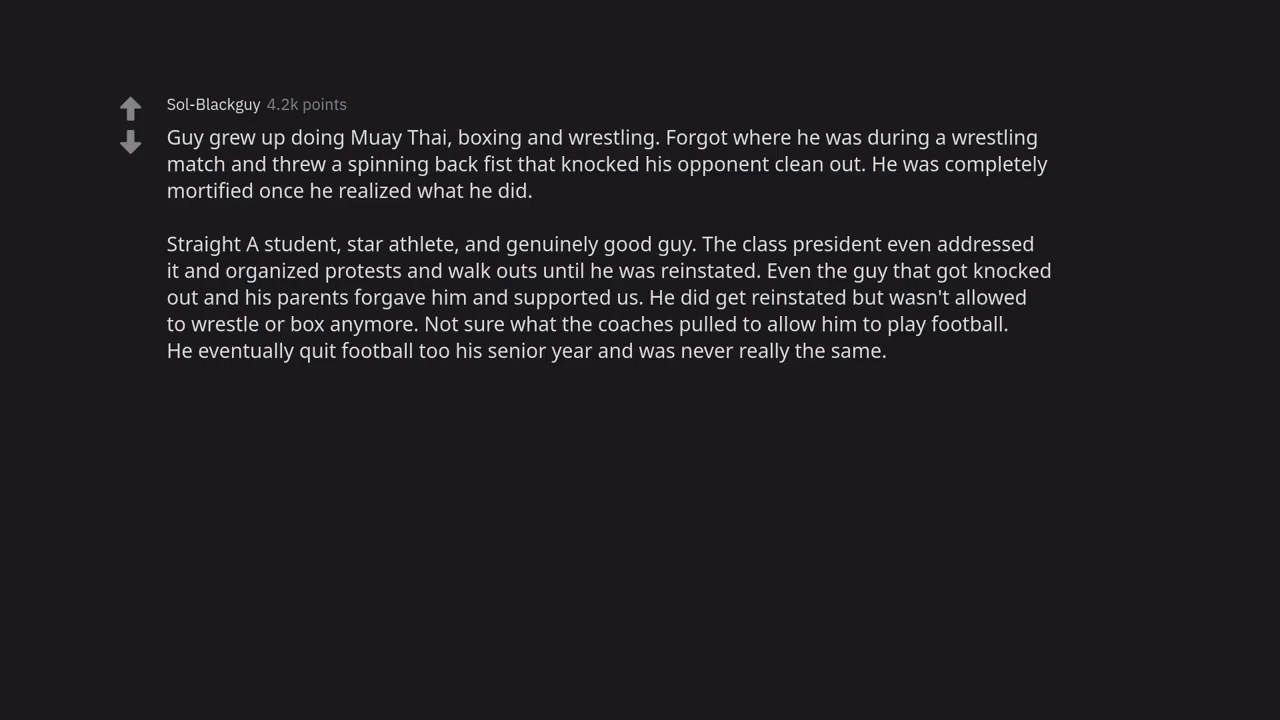 Sol-Blackguy 4.2k points
Guy grew up doing Muay Thai, boxing and wrestling. Forgot where he was during a wrestling
match and threw a spinning back fist that knocked his opponent clean out. He was completely
mortified once he realized what he did.
Straight A student, star athlete, and genuinely good guy. The class president even addressed
it and organized protests and walk outs until he was reinstated. Even the guy that got knocked
out and his parents forgave him and supported us. He did get reinstated but wasn't allowed
to wrestle or box anymore. Not sure what the coaches pulled to allow him to play football.
He eventually quit football too his senior year and was never really the same.